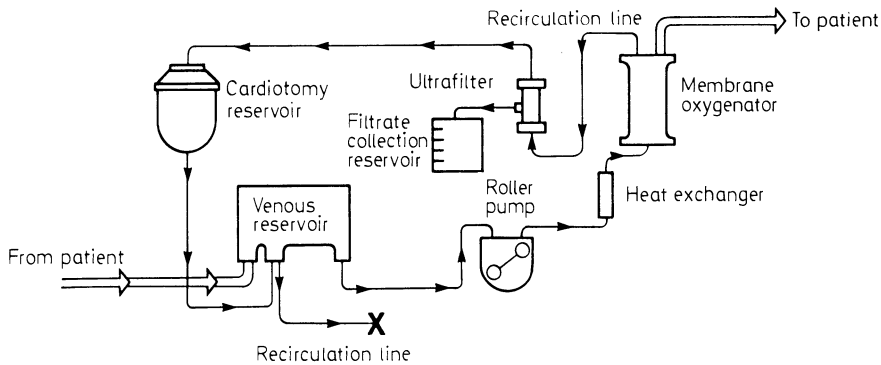 Recirculation line
To patient
Cardiotomy
reservoir
Ultrafilter
Membrane
oxygenator
Filtrate
collection
reservoir
Venous
reservoir
Roller
pump
Heat exchanger
From patient
X
Recirculation line